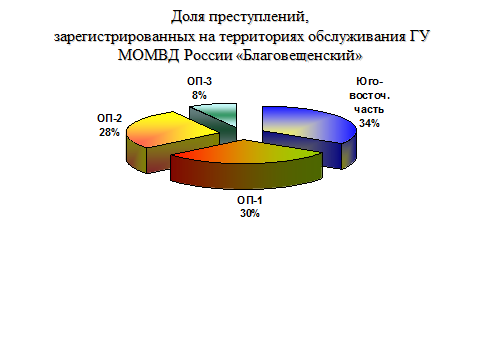 Доля преступлений,
зарегистрированных на территориях обслуживания ГУ
МОМВД России «Благовещенский»
ОП-3
8%
Юго-
восточ.
часть
34%
ОП-2
28%
ОП-1
30%